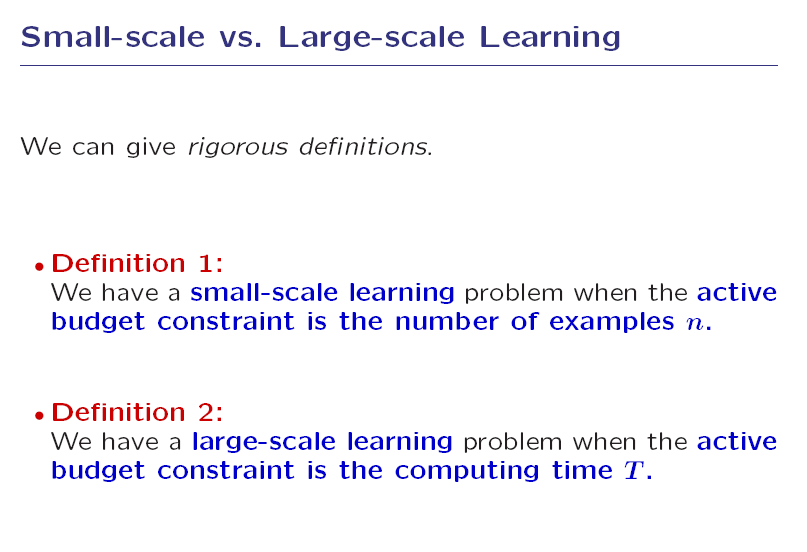 Small-scale vs. Large-scale Learning
We can give rigorous definitions.
• Definition 1:
We have a small-scale learning problem when the active
budget constraint is the number of examples n.
• Definition 2:
We have a large-scale learning problem when the active
budget constraint is the computing time T.